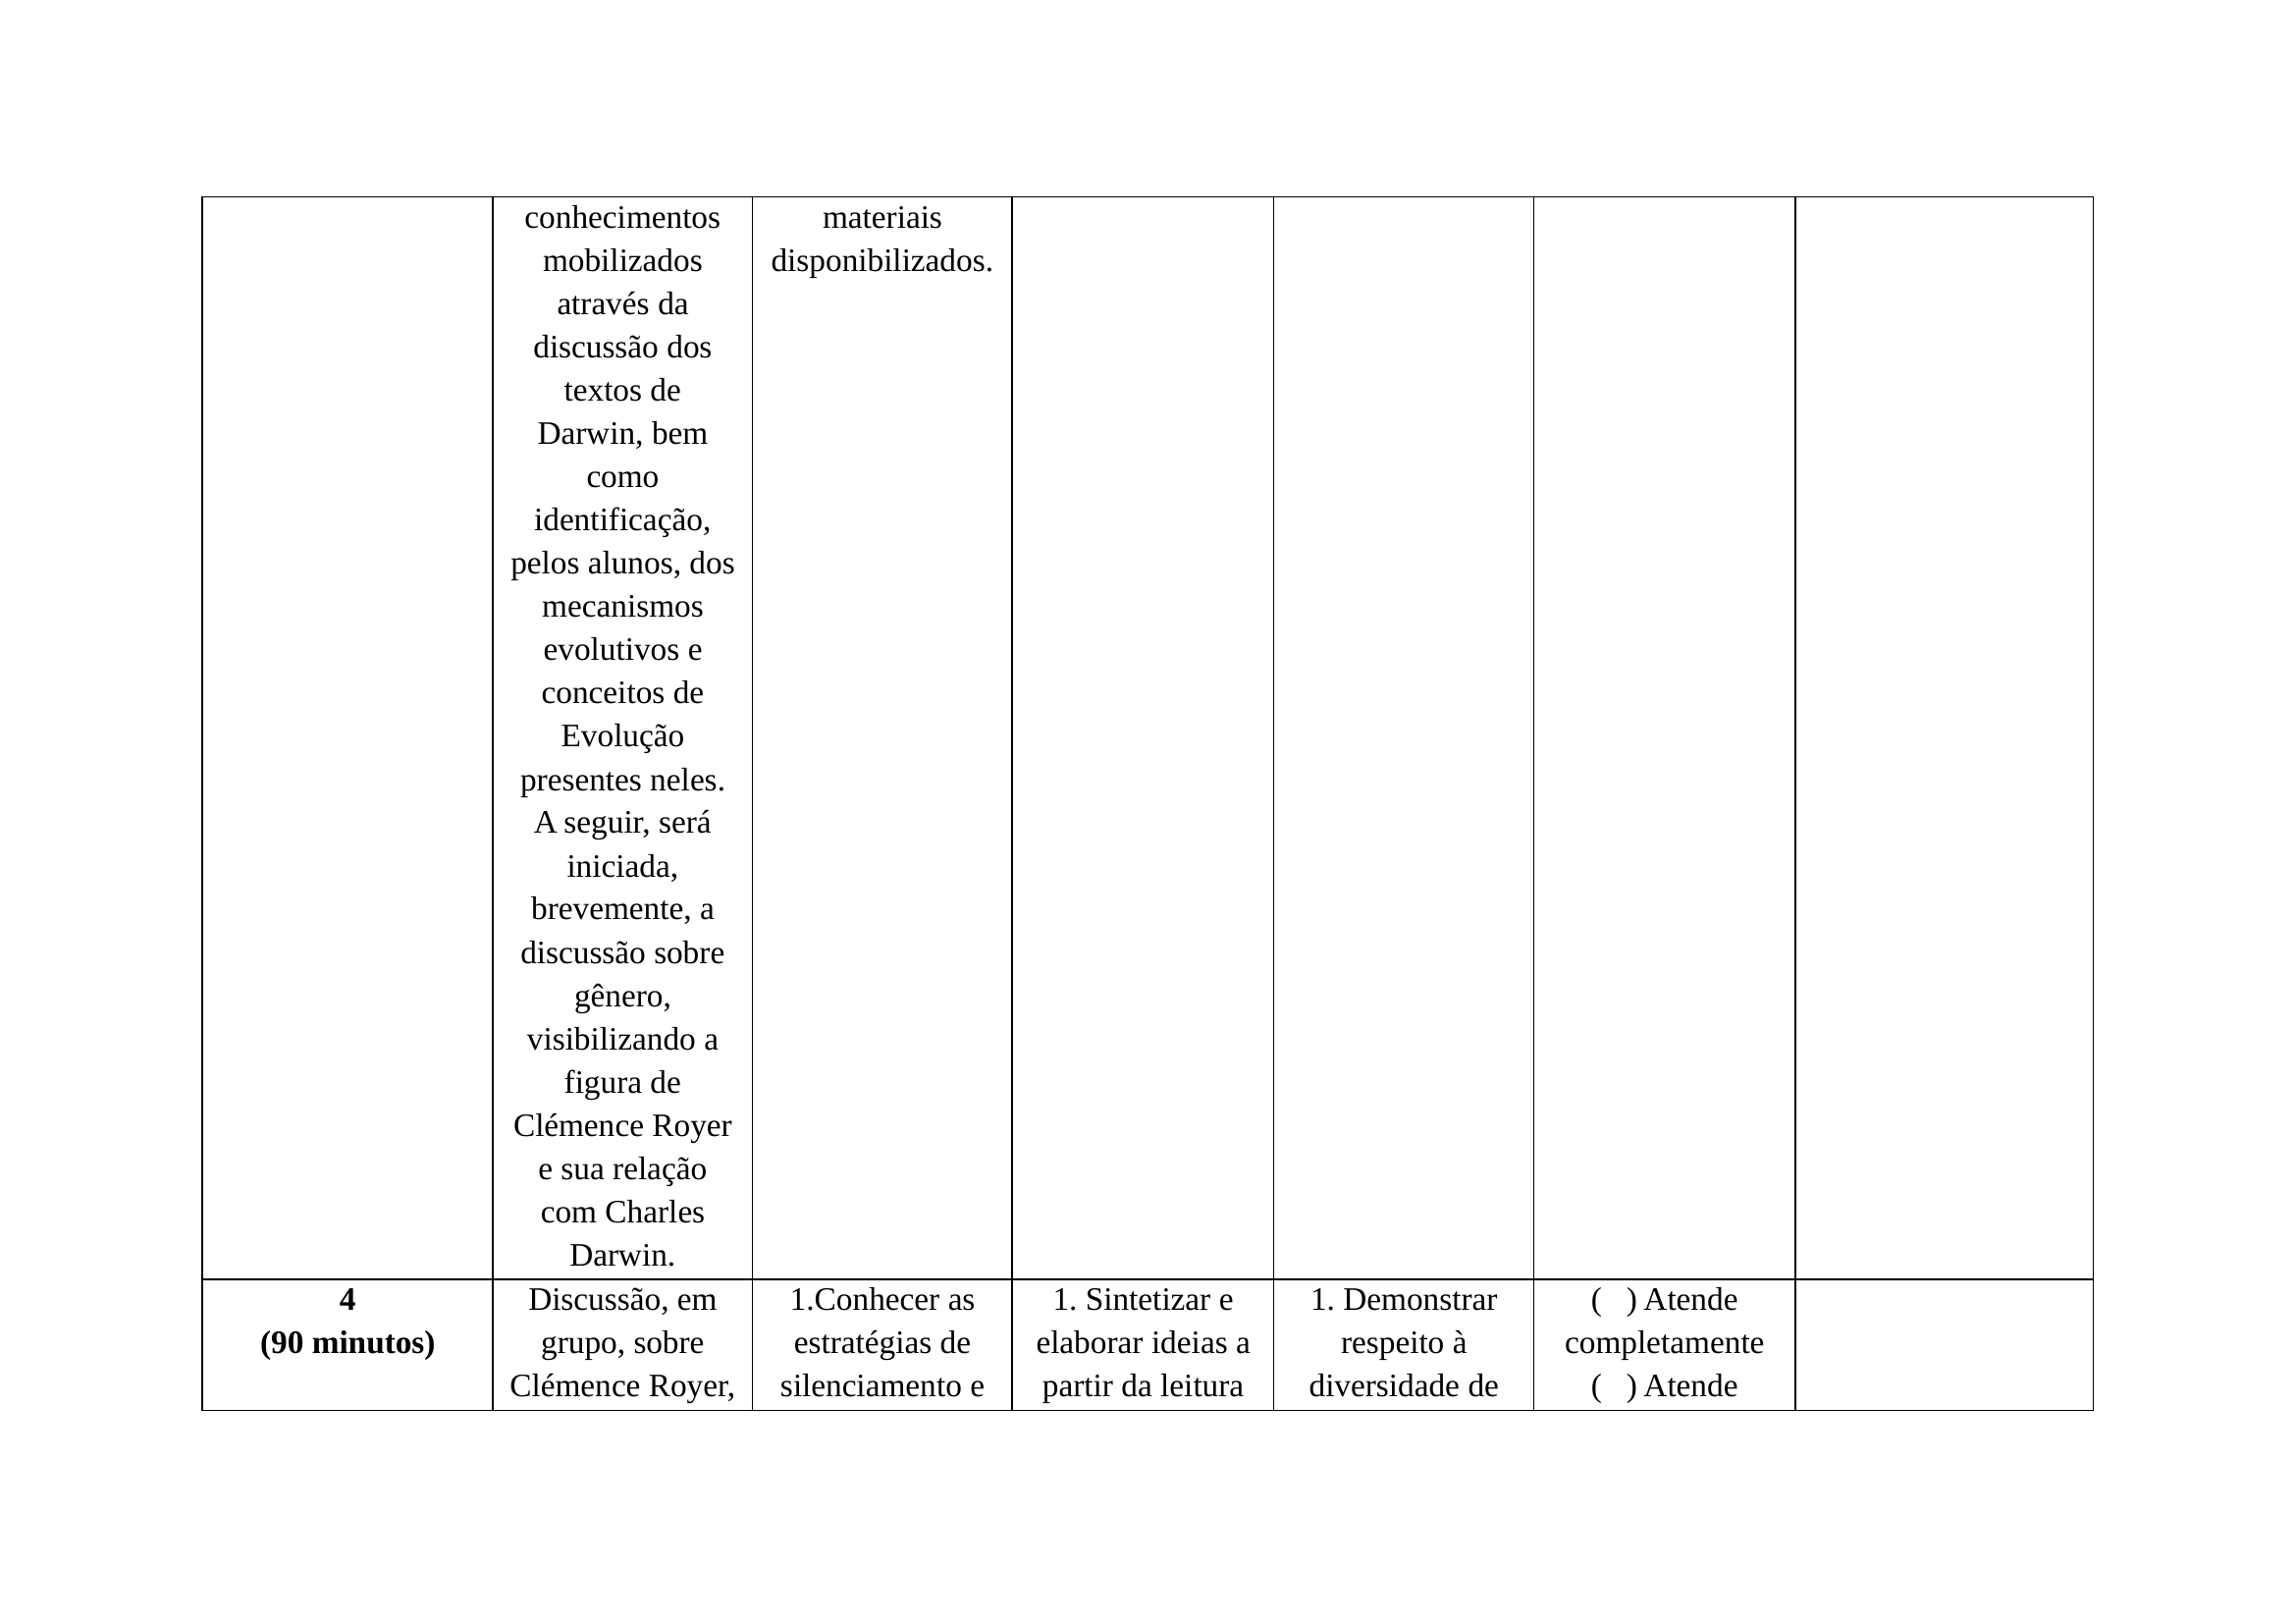 conhecimentos
mobilizados
através da
discussão dos
textos de
Darwin, bem
como
identificação,
pelos alunos, dos
mecanismos
evolutivos e
conceitos de
Evolução
presentes neles.
A seguir, será
iniciada,
brevemente, a
discussão sobre
gênero,
visibilizando a
figura de
Clémence Royer
e sua relação
com Charles
Darwin.
materiais
disponibilizados.
4
(90 minutos)
Discussão, em
grupo, sobre
Clémence Royer,
1.Conhecer as
estratégias de
silenciamento e
1. Sintetizar e
elaborar ideias a
partir da leitura
1. Demonstrar
respeito à
diversidade de
(   ) Atende
completamente
(   ) Atende